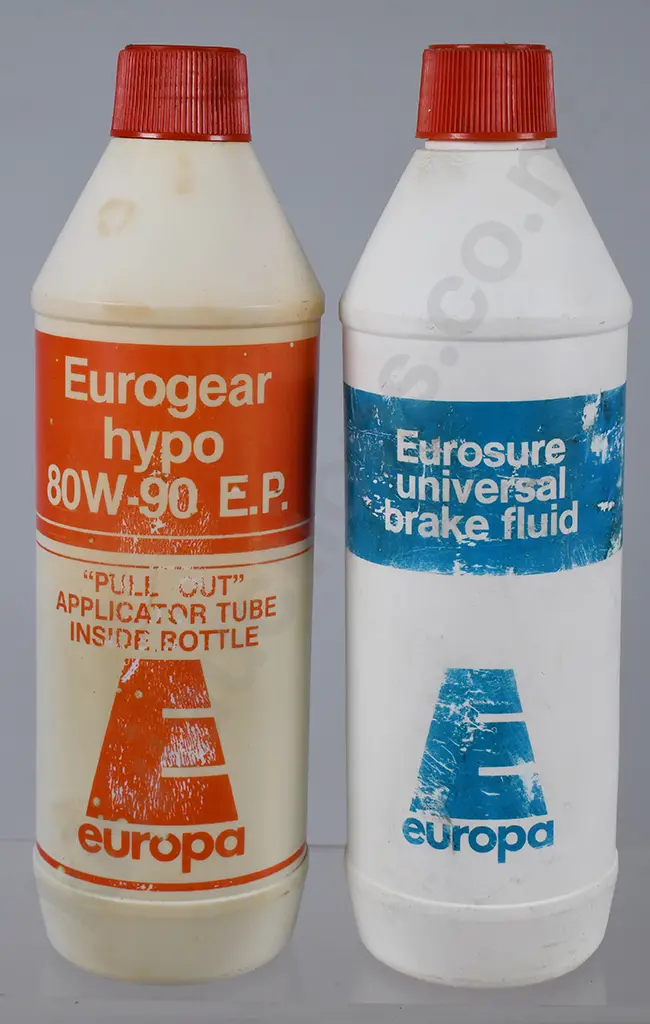 Eurogear
hypo
80W-90 E.P.
"PULL OUT"
APPLICATOR TUBE
INSIDE BOTTLE
E
europa
Eurosure
universal
brake fluid
E
europa